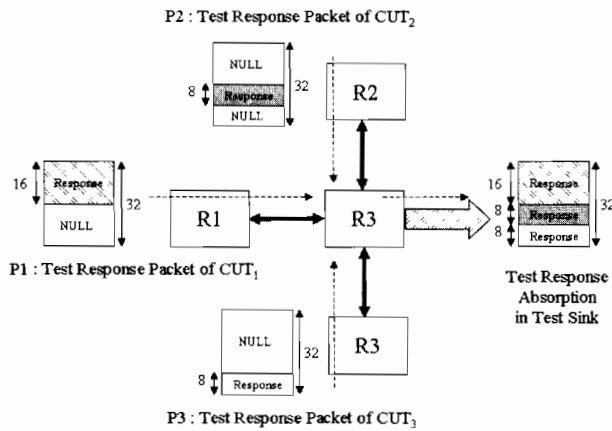 P2 : Test Response Packet of CUT2
NULL
Response
NULL
8
32
R2
16
Response
NULL
32
R1
R3
16
8
8
Response
Response
Response
32
P1 : Test Response Packet of CUT1
Test Response
Absorption
in Test Sink
NULL
Response
8
32
R3
P3 : Test Response Packet of CUT3